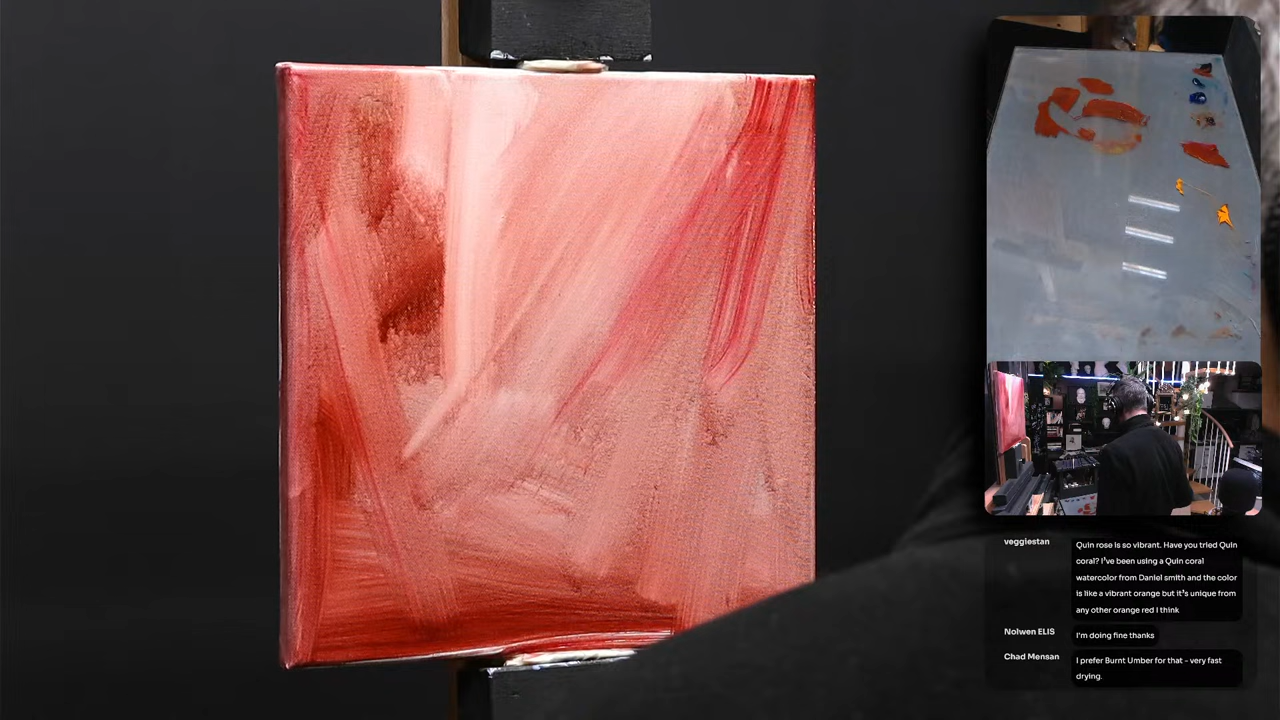 veggiestan
Quin rose is so vibrant. Have you tried Quin
coral? I've been using a Quin coral
watercolor from Daniel smith and the color
is like a vibrant orange but it's unique from
any other orange red I think
Nolwen ELIS
I'm doing fine thanks
Chad Mensan
I prefer Burnt Umber for that - very fast
drying.